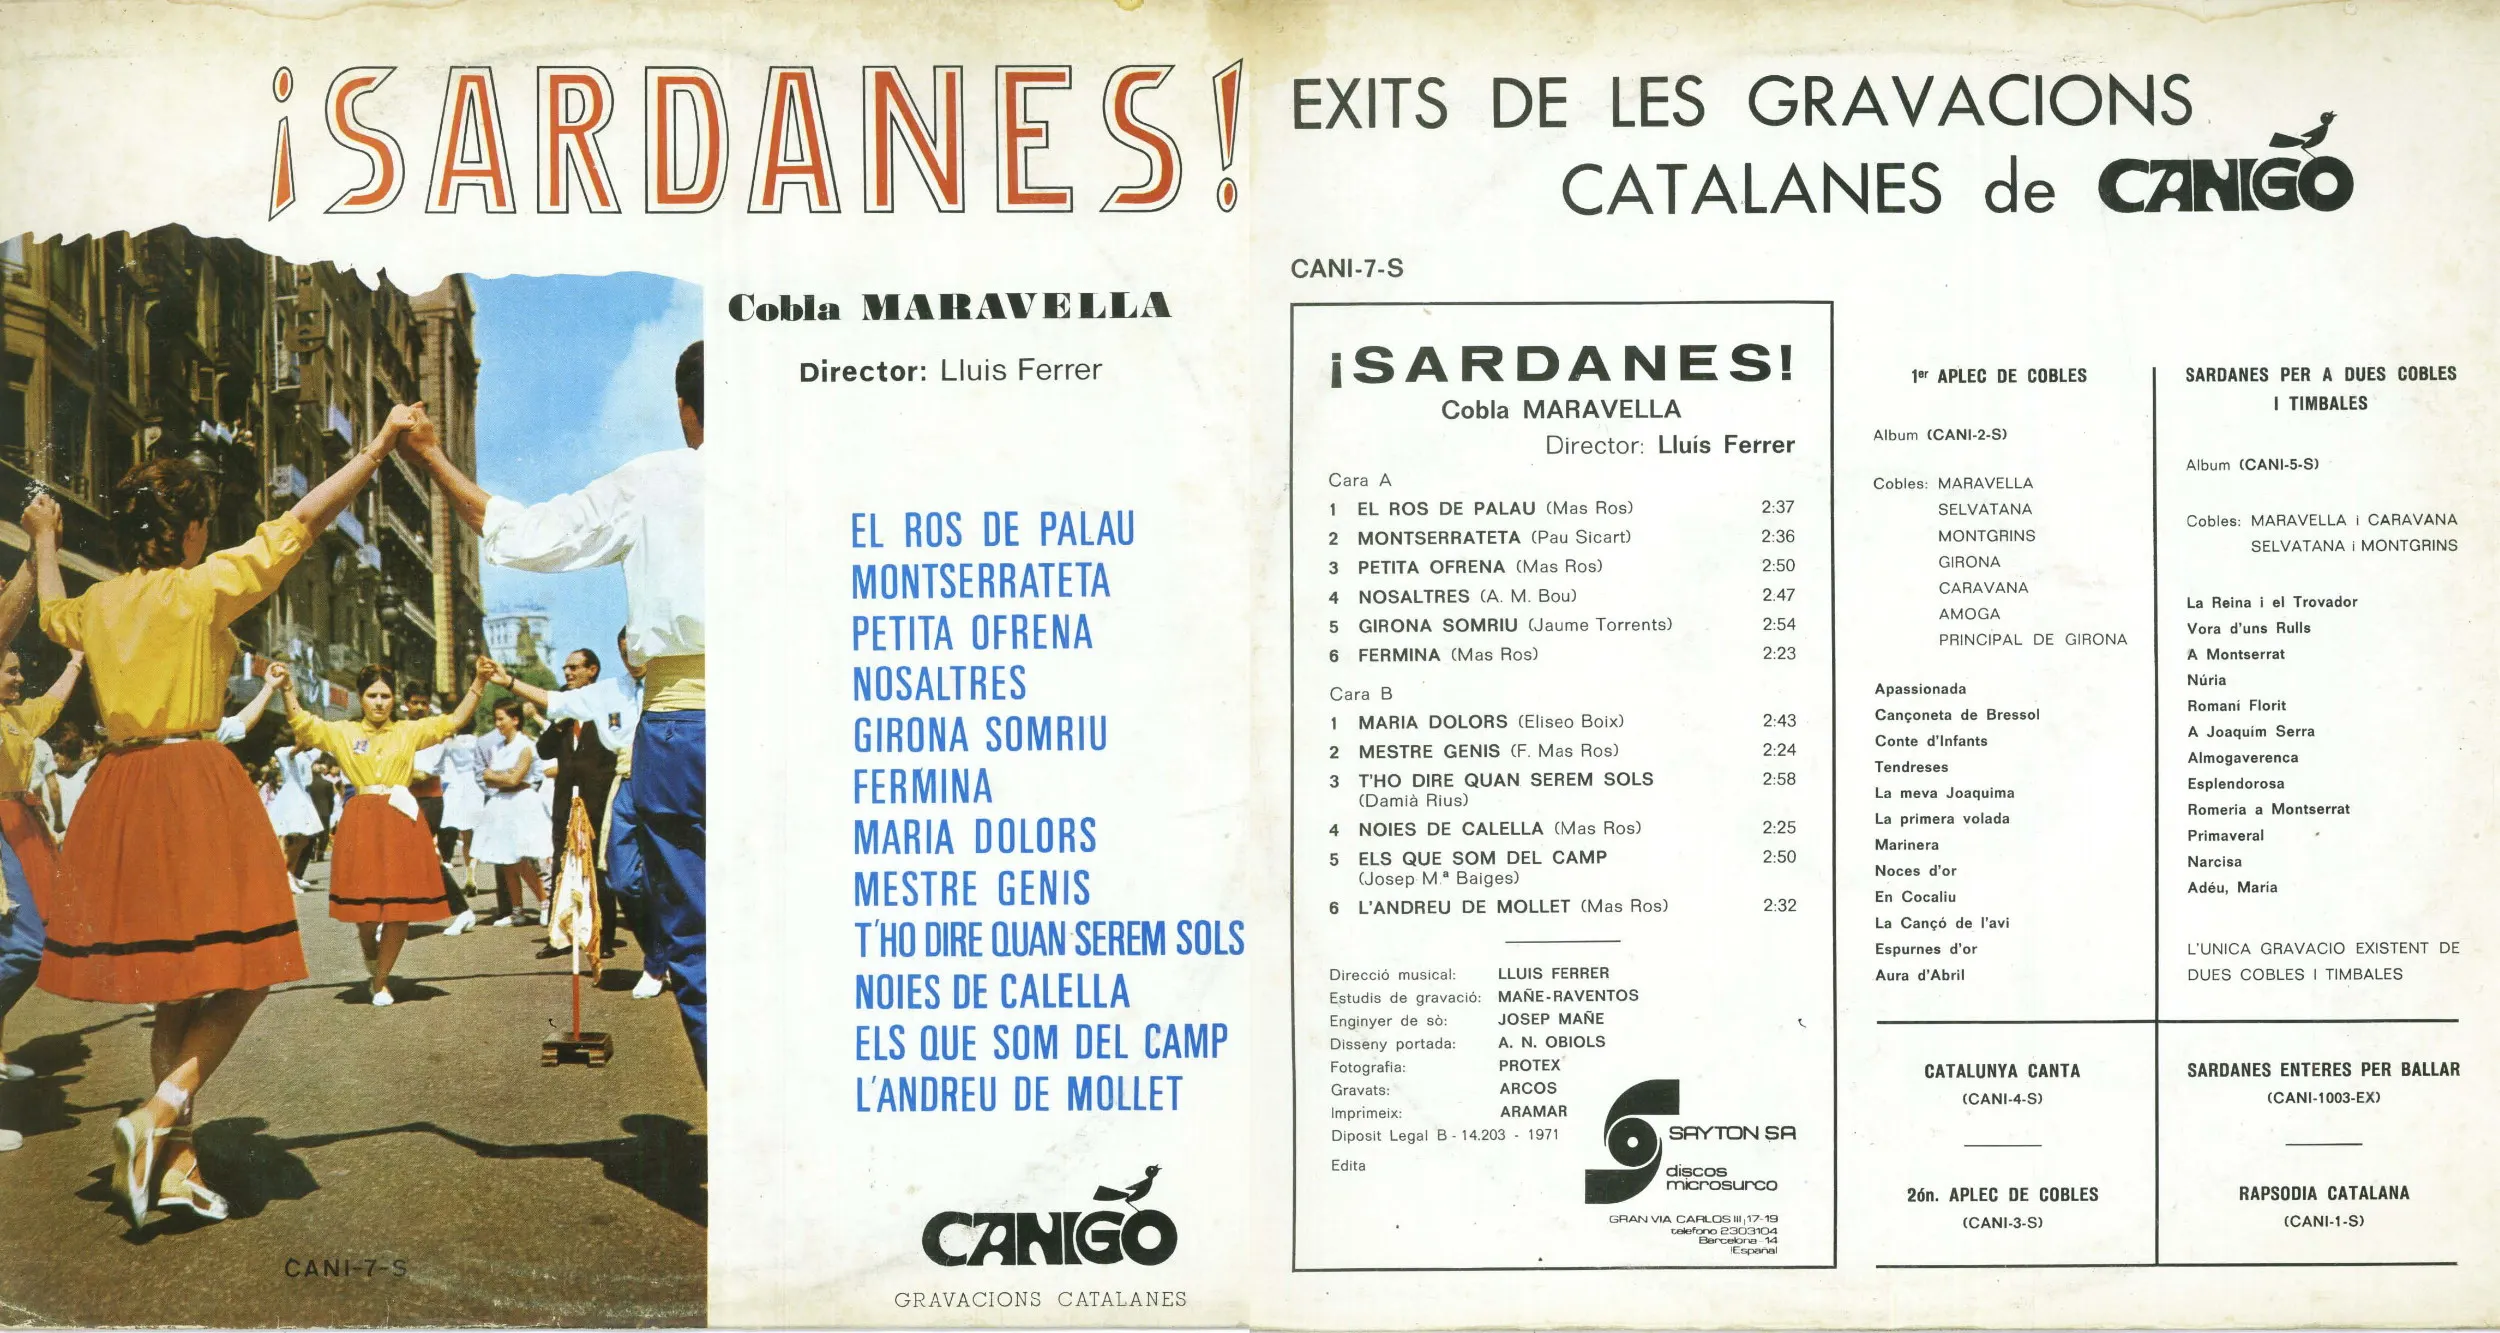 ¡SARDANES!
Cobla MARAVELLA
Director: Lluis Ferrer
EL ROS DE PALAU
MONTSERRATETA
PETITA OFRENA
NOSALTRES
GIRONA SOMRIU
FERMINA
MARIA DOLORS
MESTRE GENIS
T'HO DIRE QUAN SEREM SOLS
NOIES DE CALELLA
ELS QUE SOM DEL CAMP
L'ANDREU DE MOLLET
CANIGO
GRAVACIONS CATALANES
CANI-7-S
EXITS DE LES GRAVACIONS
CATALANES de CANIGO
CANI-7-S
¡SARDANES!
Cobla MARAVELLA
Director: Lluís Ferrer
Cara A
1 EL ROS DE PALAU (Mas Ros) 2:37
2 MONTSERRATETA (Pau Sicart) 2:36
3 PETITA OFRENA (Mas Ros) 2:50
4 NOSALTRES (A. M. Bou) 2.47
5 GIRONA SOMRIU (Jaume Torrents) 2:54
6 FERMINA (Mas Ros) 2:23
Cara B
1 MARIA DOLORS (Eliseo Boix) 2:43
2 MESTRE GENIS (F. Mas Ros) 2:24
3 T'HO DIRE QUAN SEREM SOLS 2:58
(Damià Rius)
4 NOIES DE CALELLA (Mas Ros) 2:25
5 ELS QUE SOM DEL CAMP 2:50
(Josep M.ª Baiges)
6 L'ANDREU DE MOLLET (Mas Ros) 2:32
Direcció musical: LLUIS FERRER
Estudis de gravació: MAÑE-RAVENTOS
Enginyer de sò: JOSEP MAÑE
Disseny portada: A. N. OBIOLS
Fotografia: PROTEX
Gravats: ARCOS
Imprimeix: ARAMAR
Diposit Legal B - 14.203 - 1971
Edita
SAYTON SA
discos
microsurco
GRAN VIA CARLOS III, 17-19
telefono 2303104
Barcelona - 14
(España)
1er APLEC DE COBLES
Album (CANI-2-S)
Cobles: MARAVELLA
SELVATANA
MONTGRINS
GIRONA
CARAVANA
AMOGA
PRINCIPAL DE GIRONA
Apassionada
Cançoneta de Bressol
Conte d'Infants
Tendreses
La meva Joaquima
La primera volada
Marinera
Noces d'or
En Cocaliu
La Cançó de l'avi
Espurnes d'or
Aura d'Abril
SARDANES PER A DUES COBLES
I TIMBALES
Album (CANI-5-S)
Cobles: MARAVELLA i CARAVANA
SELVATANA i MONTGRINS
La Reina i el Trovador
Vora d'uns Rulls
A Montserrat
Núria
Romaní Florit
A Joaquím Serra
Almogaverenca
Esplendorosa
Romeria a Montserrat
Primaveral
Narcisa
Adéu, María
L'UNICA GRAVACIO EXISTENT DE
DUES COBLES I TIMBALES
CATALUNYA CANTA
(CANI-4-S)
2ón. APLEC DE COBLES
(CANI-3-S)
SARDANES ENTERES PER BALLAR
(CANI-1003-EX)
RAPSODIA CATALANA
(CANI-1-S)